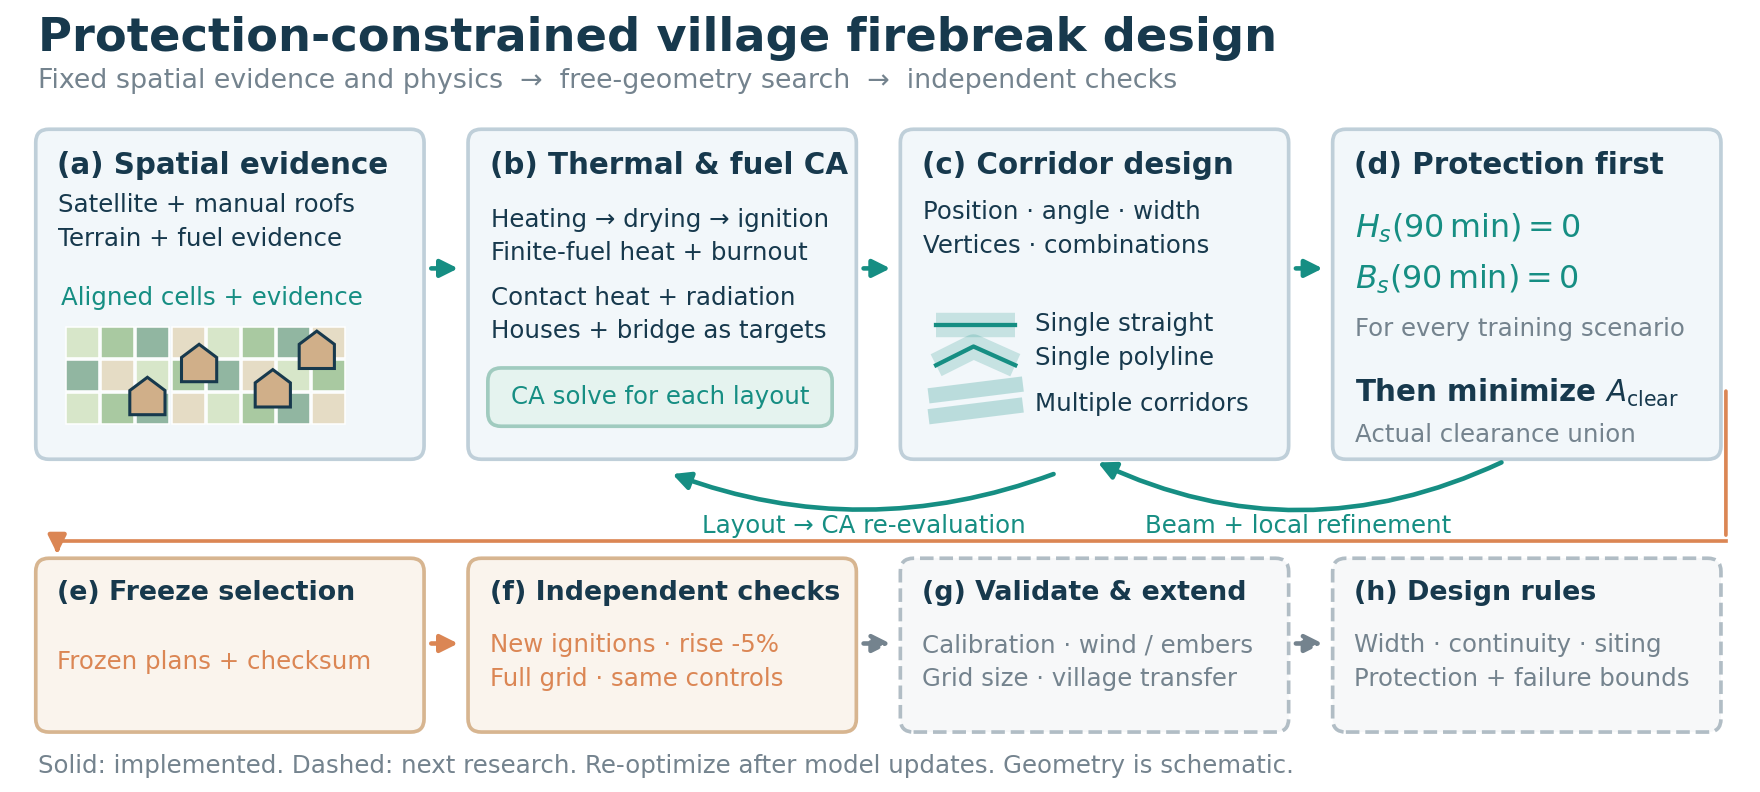 Protection-constrained village firebreak design
Fixed spatial evidence and physics → free-geometry search → independent checks
(a) Spatial evidence
Satellite + manual roofs
Terrain + fuel evidence
Aligned cells + evidence
(b) Thermal & fuel CA
Heating → drying → ignition
Finite-fuel heat + burnout
Contact heat + radiation
Houses + bridge as targets
CA solve for each layout
(c) Corridor design
Position · angle · width
Vertices · combinations
Single straight
Single polyline
Multiple corridors
(d) Protection first
Hₛ(90 min) = 0
Bₛ(90 min) = 0
For every training scenario
Then minimize A_clear
Actual clearance union
Layout → CA re-evaluation
Beam + local refinement
(e) Freeze selection
Frozen plans + checksum
(f) Independent checks
New ignitions · rise -5%
Full grid · same controls
(g) Validate & extend
Calibration · wind / embers
Grid size · village transfer
(h) Design rules
Width · continuity · siting
Protection + failure bounds
Solid: implemented. Dashed: next research. Re-optimize after model updates. Geometry is schematic.